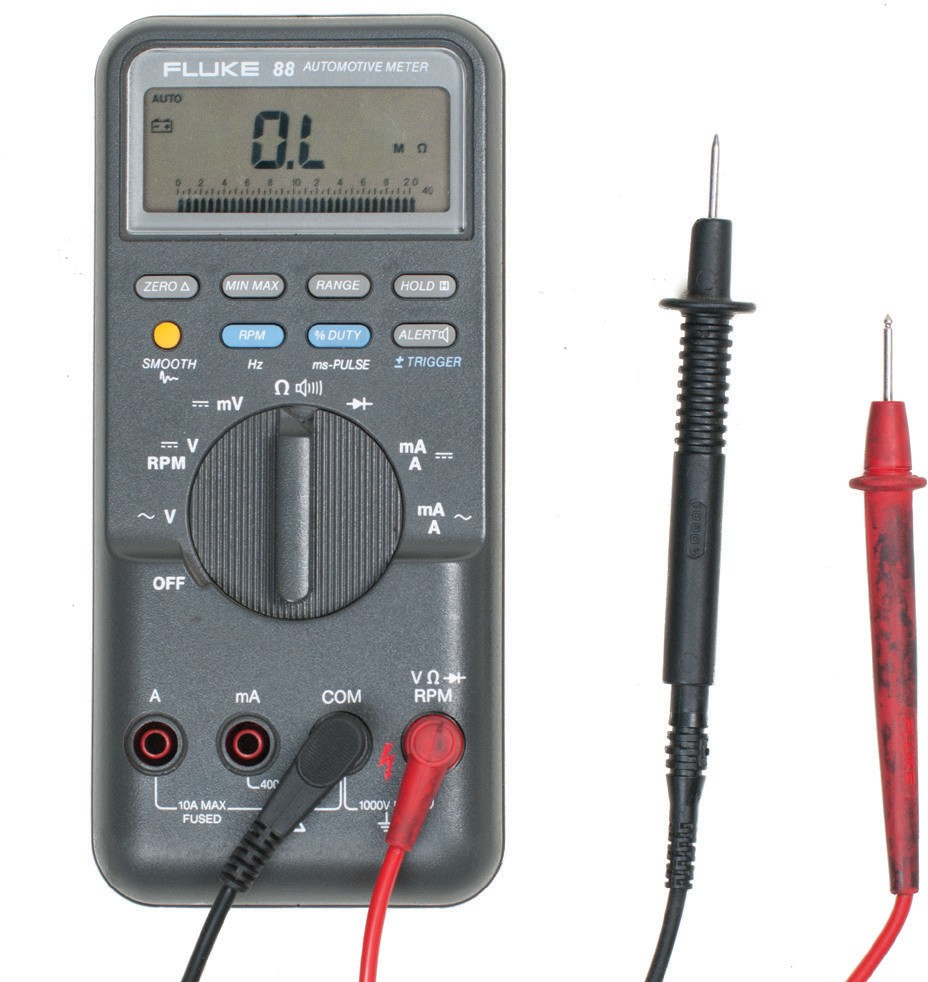 FLUKE 88 AUTOMOTIVE METER
AUTO
0.L
M Ω
0 2 4 6 8 10 2 4 6 8 20
40
ZERO Δ MIN MAX RANGE HOLD H
RPM % DUTY ALERT
SMOOTH Hz ms-PULSE ± TRIGGER
Ω
mV
V
RPM
mA
A
~ V
mA ~
A
OFF
V Ω
A mA COM RPM
400
10A MAX 1000V
FUSED